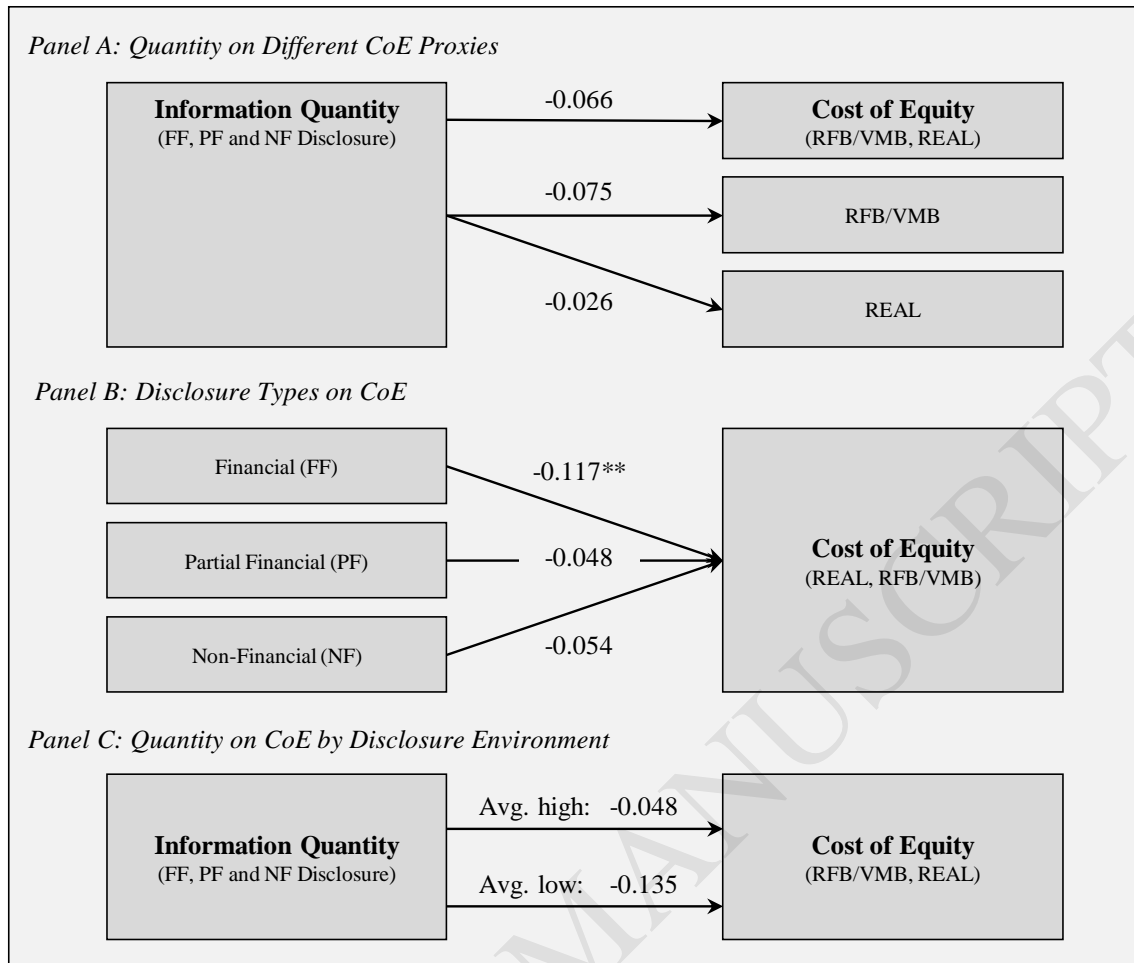 Panel A: Quantity on Different CoE Proxies
Information Quantity
(FF, PF and NF Disclosure)
-0.066
Cost of Equity
(RFB/VMB, REAL)
-0.075
RFB/VMB
-0.026
REAL
Panel B: Disclosure Types on CoE
Financial (FF)
-0.117**
Partial Financial (PF)
-0.048
Non-Financial (NF)
-0.054
Cost of Equity
(REAL, RFB/VMB)
Panel C: Quantity on CoE by Disclosure Environment
Information Quantity
(FF, PF and NF Disclosure)
Avg. high: -0.048
Avg. low: -0.135
Cost of Equity
(RFB/VMB, REAL)
MANUSCRIPT